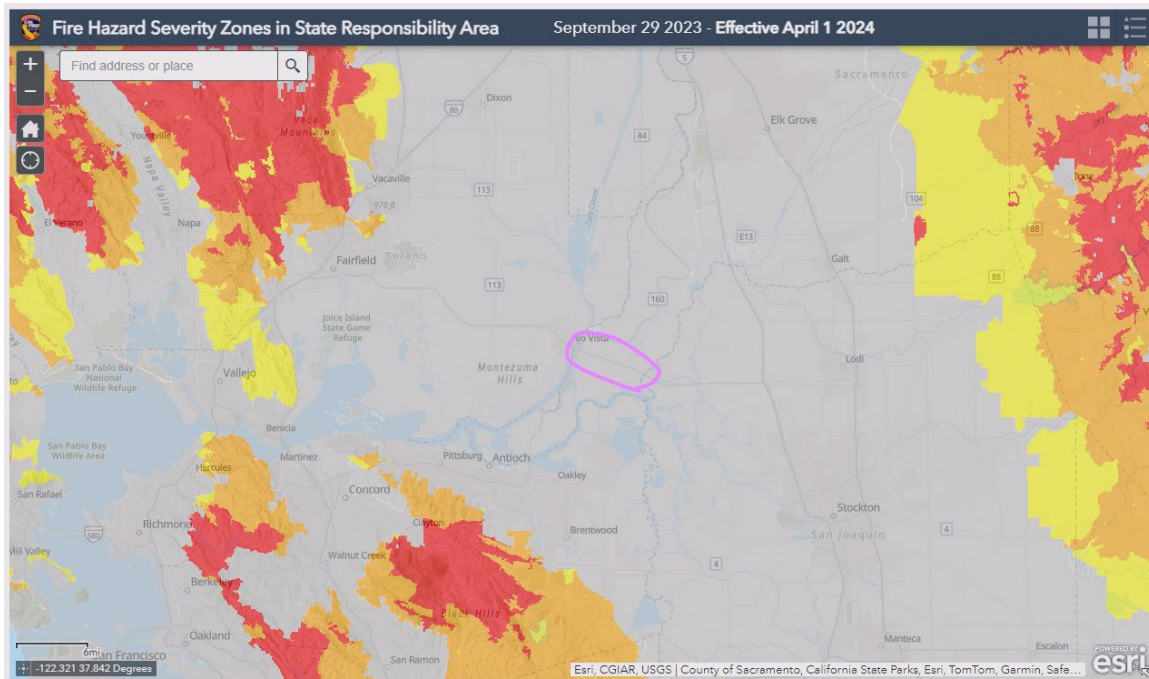 Fire Hazard Severity Zones in State Responsibility Area
September 29 2023 - Effective April 1 2024
Find address or place
5
Sacramento
Dixon
80
Elk Grove
84
Vaca
Mountains
Yountville
Napa Valley
Vacaville
113
970 ft
104
El Verano
Napa
88
E13
Fairfield
Solano
Galt
88
113
160
Joice Island
State Game
Refuge
Vista
Lodi
Montezuma
Hills
San Pablo Bay
National
Wildlife Refuge
Vallejo
Benicia
San Pablo Bay
Wildlife Area
Martinez
Pittsburg
Antioch
Hercules
Oakley
San Rafael
Concord
Stockton
Richmond
580
Clayton
Brentwood
San Joaquin
4
Mill Valley
Walnut Creek
4
Berkeley
Black Hills
Oakland
Manteca
6mi
San Francisco
San Ramon
Escalon
-122.321 37.842 Degrees
Esri, CGIAR, USGS | County of Sacramento, California State Parks, Esri, TomTom, Garmin, Safe...
POWERED BY
esri